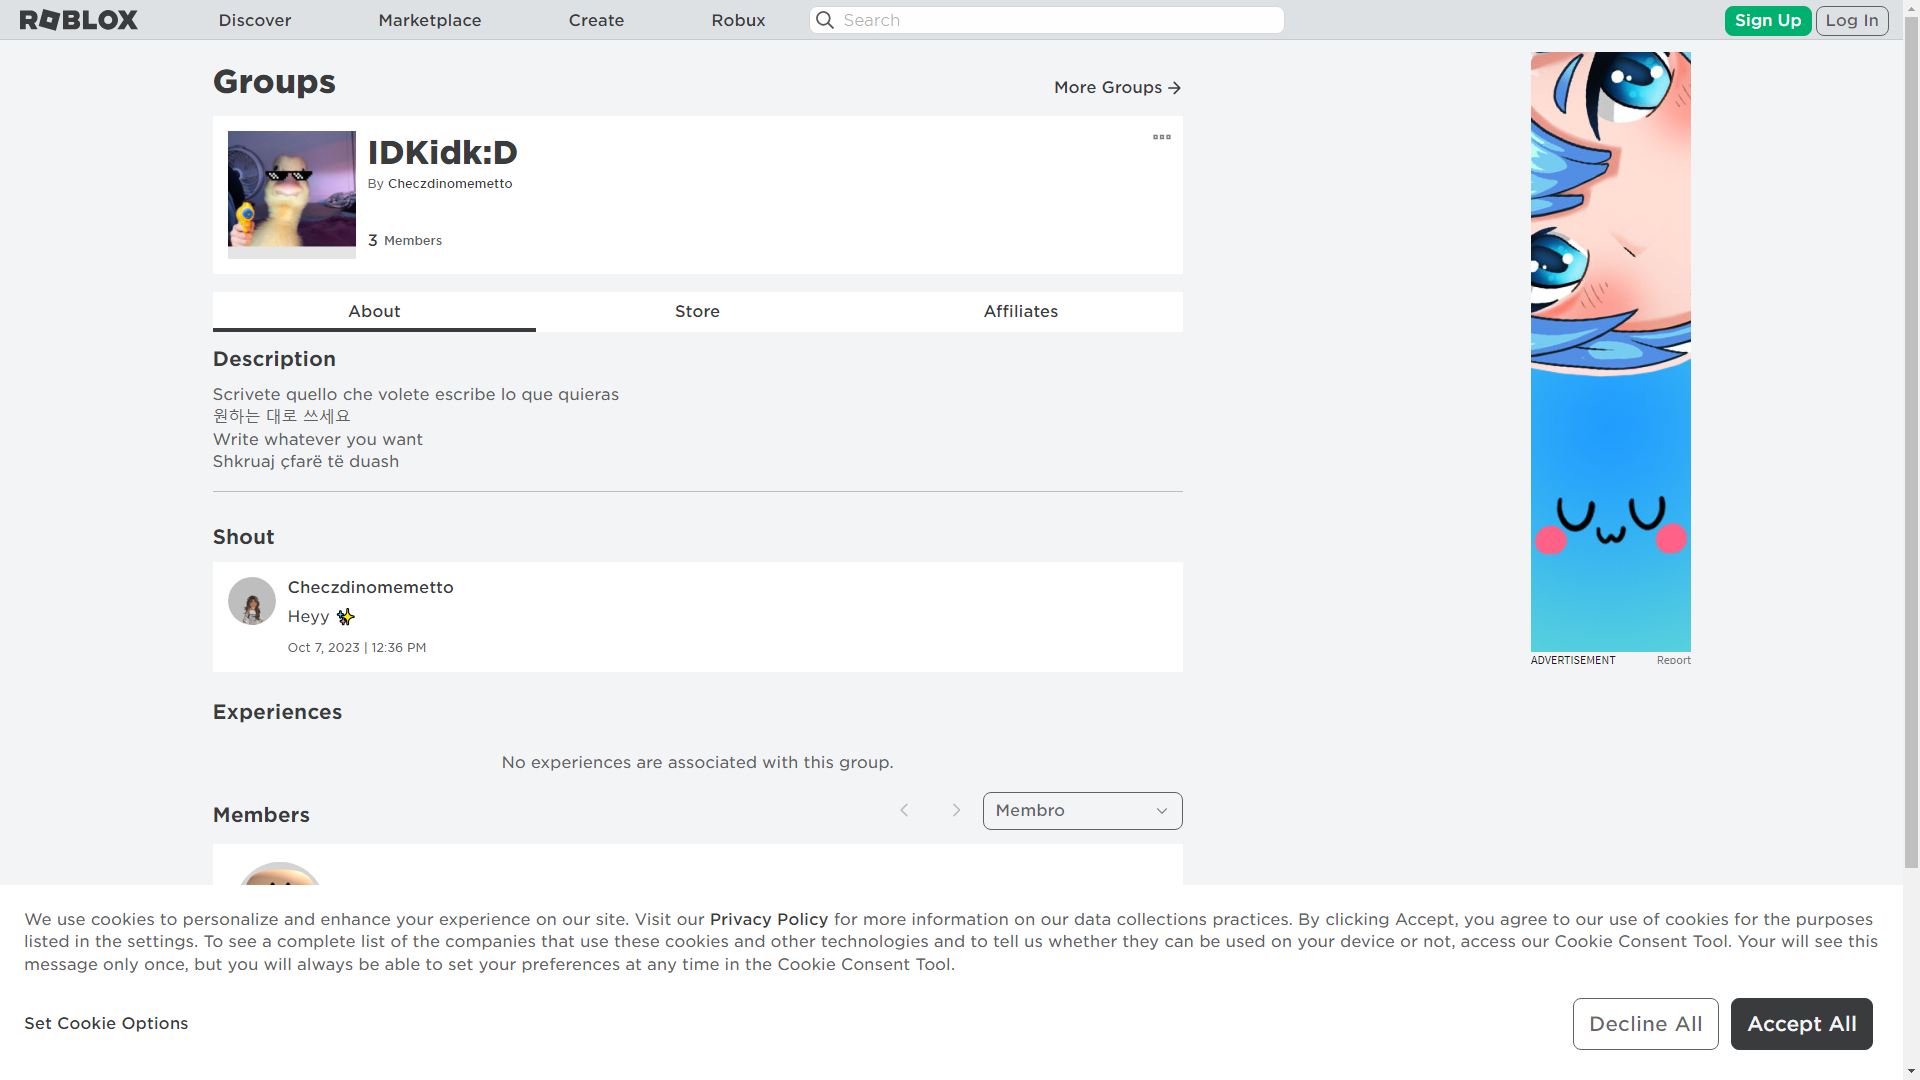 ROBLOX
Discover
Marketplace
Create
Robux
Search
Sign Up
Log In
Groups
More Groups
IDKidk:D
By Checzdinomemetto
3 Members
About
Store
Affiliates
Description
Scrivete quello che volete escribe lo que quieras
원하는 대로 쓰세요
Write whatever you want
Shkruaj çfarë të duash
Shout
Checzdinomemetto
Heyy ✨
Oct 7, 2023 | 12:36 PM
Experiences
No experiences are associated with this group.
Members
Membro
ADVERTISEMENT
Report
We use cookies to personalize and enhance your experience on our site. Visit our Privacy Policy for more information on our data collections practices. By clicking Accept, you agree to our use of cookies for the purposes
listed in the settings. To see a complete list of the companies that use these cookies and other technologies and to tell us whether they can be used on your device or not, access our Cookie Consent Tool. Your will see this
message only once, but you will always be able to set your preferences at any time in the Cookie Consent Tool.
Set Cookie Options
Decline All
Accept All